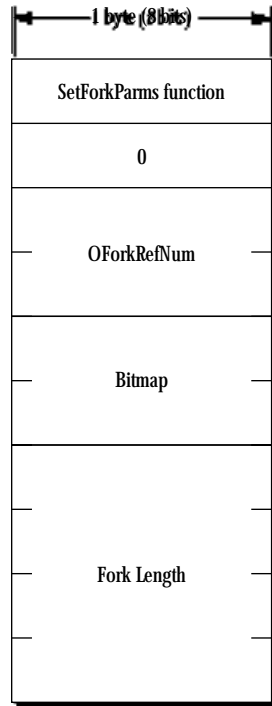 1 byte (8 bits)
SetForkParms function
0
OForkRefNum
Bitmap
Fork Length